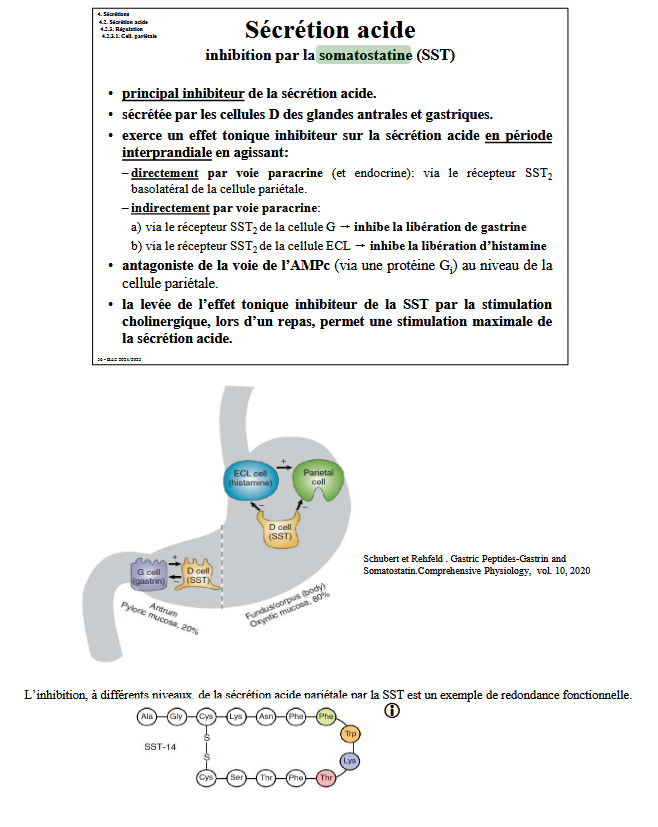 4. Sécrétions
4.2. Sécrétion acide
4.2.3. Régulation
4.2.3.1. Cell. pariétale
Sécrétion acide
inhibition par la somatostatine (SST)
• principal inhibiteur de la sécrétion acide.
• sécrétée par les cellules D des glandes antrales et gastriques.
• exerce un effet tonique inhibiteur sur la sécrétion acide en période
interprandiale en agissant:
– directement par voie paracrine (et endocrine): via le récepteur SST2
basolatéral de la cellule pariétale.
– indirectement par voie paracrine:
a) via le récepteur SST2 de la cellule G → inhibe la libération de gastrine
b) via le récepteur SST2 de la cellule ECL → inhibe la libération d'histamine
• antagoniste de la voie de l'AMPc (via une protéine Gi) au niveau de la
cellule pariétale.
• la levée de l'effet tonique inhibiteur de la SST par la stimulation
cholinergique, lors d'un repas, permet une stimulation maximale de
la sécrétion acide.
ECL cell
(histamine)
+
Parietal
cell
–
–
D cell
(SST)
G cell
(gastrin)
+
–
D cell
(SST)
Antrum
Pyloric mucosa, 20%
Fundus/corpus (body)
Oxyntic mucosa, 80%
Schubert et Rehfeld . Gastric Peptides-Gastrin and
Somatostatin.Comprehensive Physiology, vol. 10, 2020
L'inhibition, à différents niveaux, de la sécrétion acide pariétale par la SST est un exemple de redondance fonctionnelle.
Ala Gly Cys Lys Asn Phe Phe
Trp
S
SST-14
S
Lys
Cys Ser Thr Phe Thr